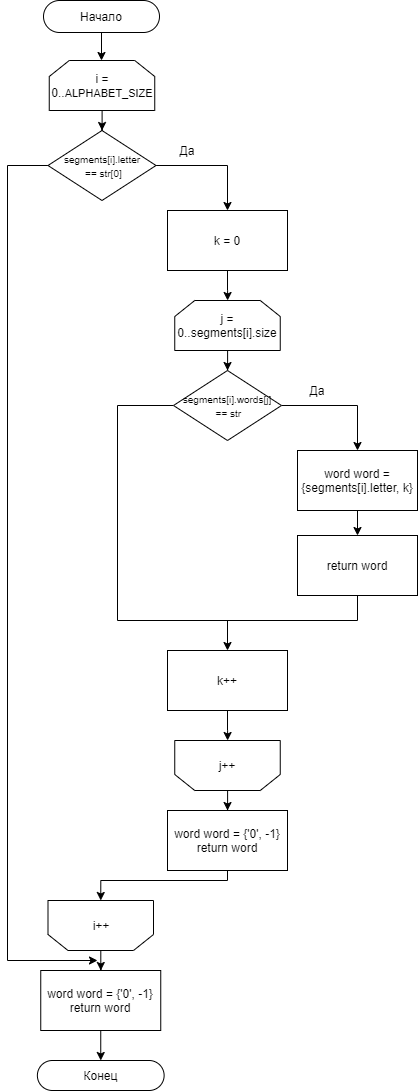 Начало
i =
0..ALPHABET_SIZE
segments[i].letter
== str[0]
Да
k = 0
j =
0..segments[i].size
segments[i].words[j]
== str
Да
word word =
{segments[i].letter, k}
return word
k++
j++
word word = {'0', -1}
return word
i++
word word = {'0', -1}
return word
Конец